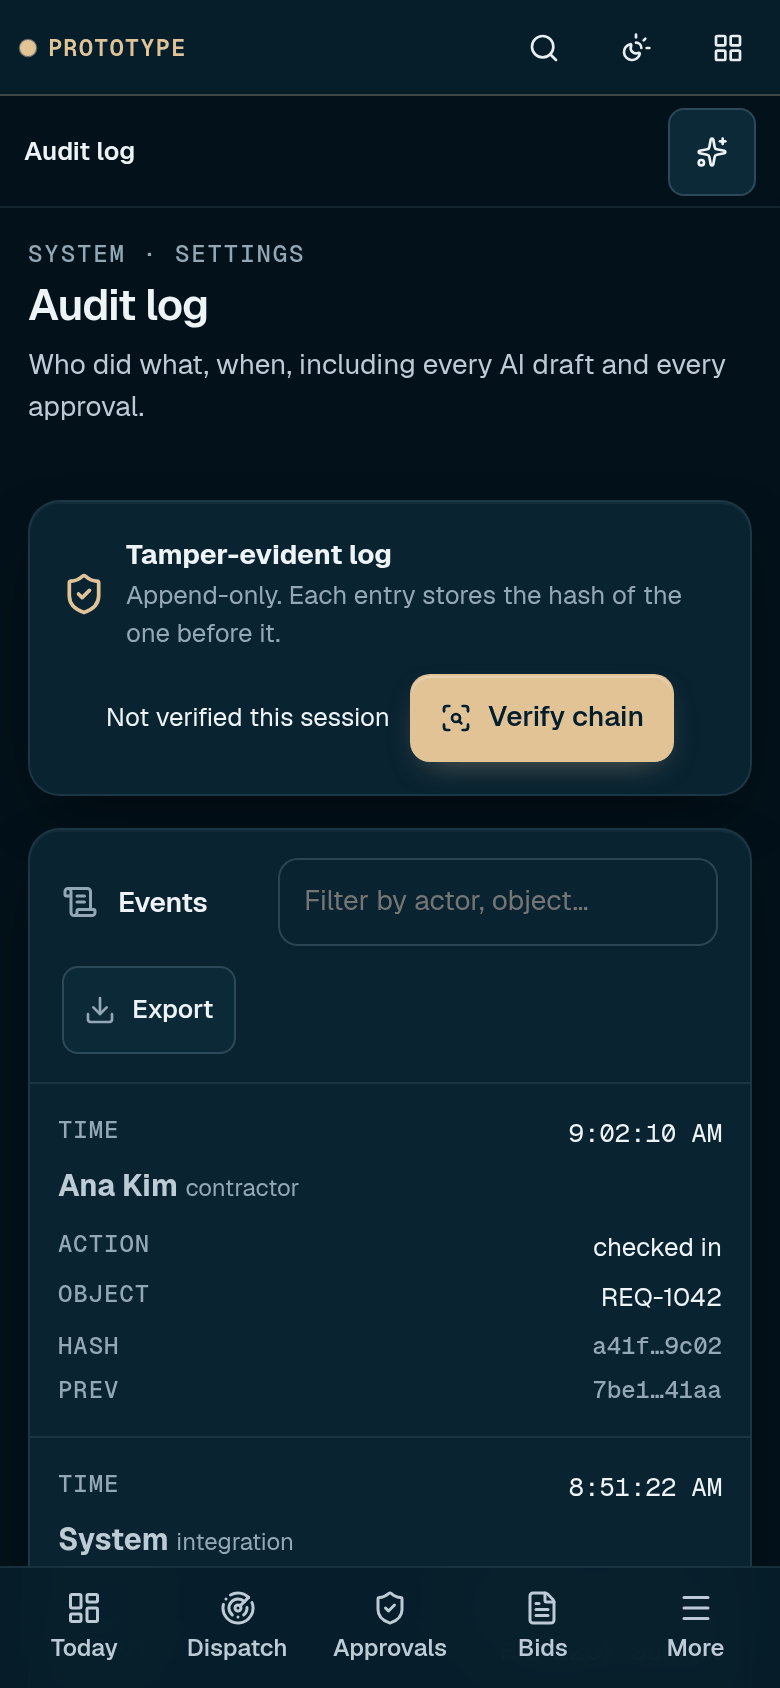 PROTOTYPE
Audit log
SYSTEM · SETTINGS
Audit log
Who did what, when, including every AI draft and every
approval.
Tamper-evident log
Append-only. Each entry stores the hash of the
one before it.
Not verified this session
Verify chain
Events
Filter by actor, object…
Export
TIME 9:02:10 AM
Ana Kim contractor
ACTION checked in
OBJECT REQ-1042
HASH a41f…9c02
PREV 7be1…41aa
TIME 8:51:22 AM
System integration
Today Dispatch Approvals Bids More